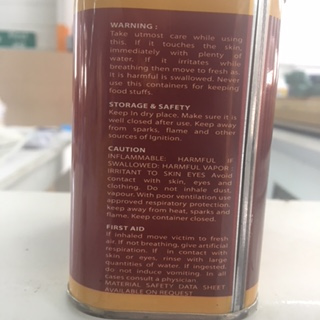 WARNING :
Take utmost care while using
this. If it touches the skin,
immediately with plenty of
water. If it irritates while
breathing then move to fresh as
it is harmful is swallowed. Never
use this containers for keeping
food stuffs.
STORAGE & SAFETY
Keep In dry place. Make sure it is
well closed after use. Keep away
from sparks, flame and other
sources of Ignition.
CAUTION
INFLAMMABLE: HARMFUL IF
SWALLOWED: HARMFUL VAPOR
IRRITANT TO SKIN EYES Avoid
contact with skin, eyes and
clothing. Do not inhale dust,
vapour. With poor ventilation use
approved respiratory protection.
keep away from heat, sparks and
flame. Keep container closed.
FIRST AID
If inhaled move victim to fresh
air. If not breathing, give artificial
respiration. If in contact with
skin or eyes, rinse with large
quantities of water. If ingested,
do not induce vomiting. In all
cases consult a physician
MATERIAL SAFETY DATA SHEET
AVAILABLE ON REQUEST